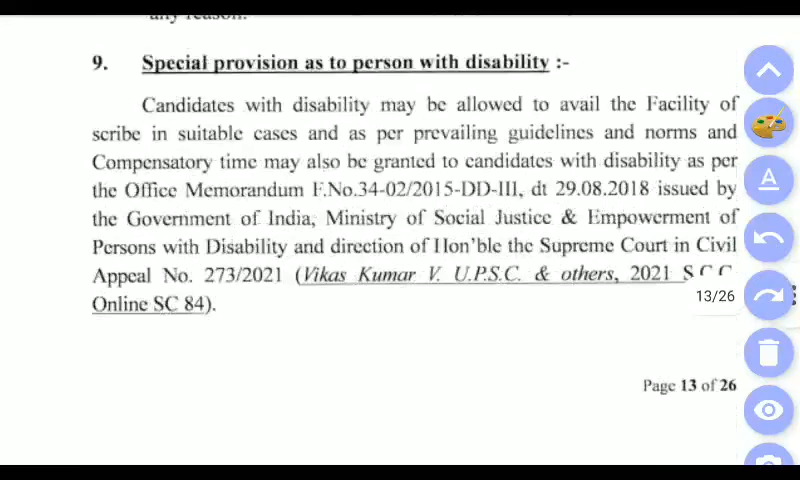 any reason.
9. Special provision as to person with disability :-
Candidates with disability may be allowed to avail the Facility of
scribe in suitable cases and as per prevailing guidelines and norms and
Compensatory time may also be granted to candidates with disability as per
the Office Memorandum F.No.34-02/2015-DD-III, dt 29.08.2018 issued by
the Government of India, Ministry of Social Justice & Empowerment of
Persons with Disability and direction of Hon'ble the Supreme Court in Civil
Appeal No. 273/2021 (Vikas Kumar V. U.P.S.C. & others, 2021 SCC
Online SC 84).
13/26
Page 13 of 26
A